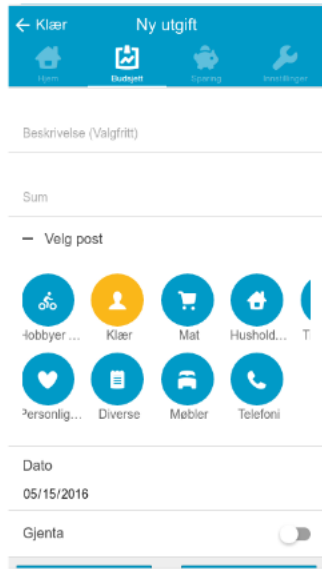 ← Klær Ny utgift
Hjem Budsjett Sparing Innstillinger
Beskrivelse (Valgfritt)
Sum
– Velg post
Hobbyer ... Klær Mat Hushold... T
Personlig... Diverse Møbler Telefoni
Dato
05/15/2016
Gjenta